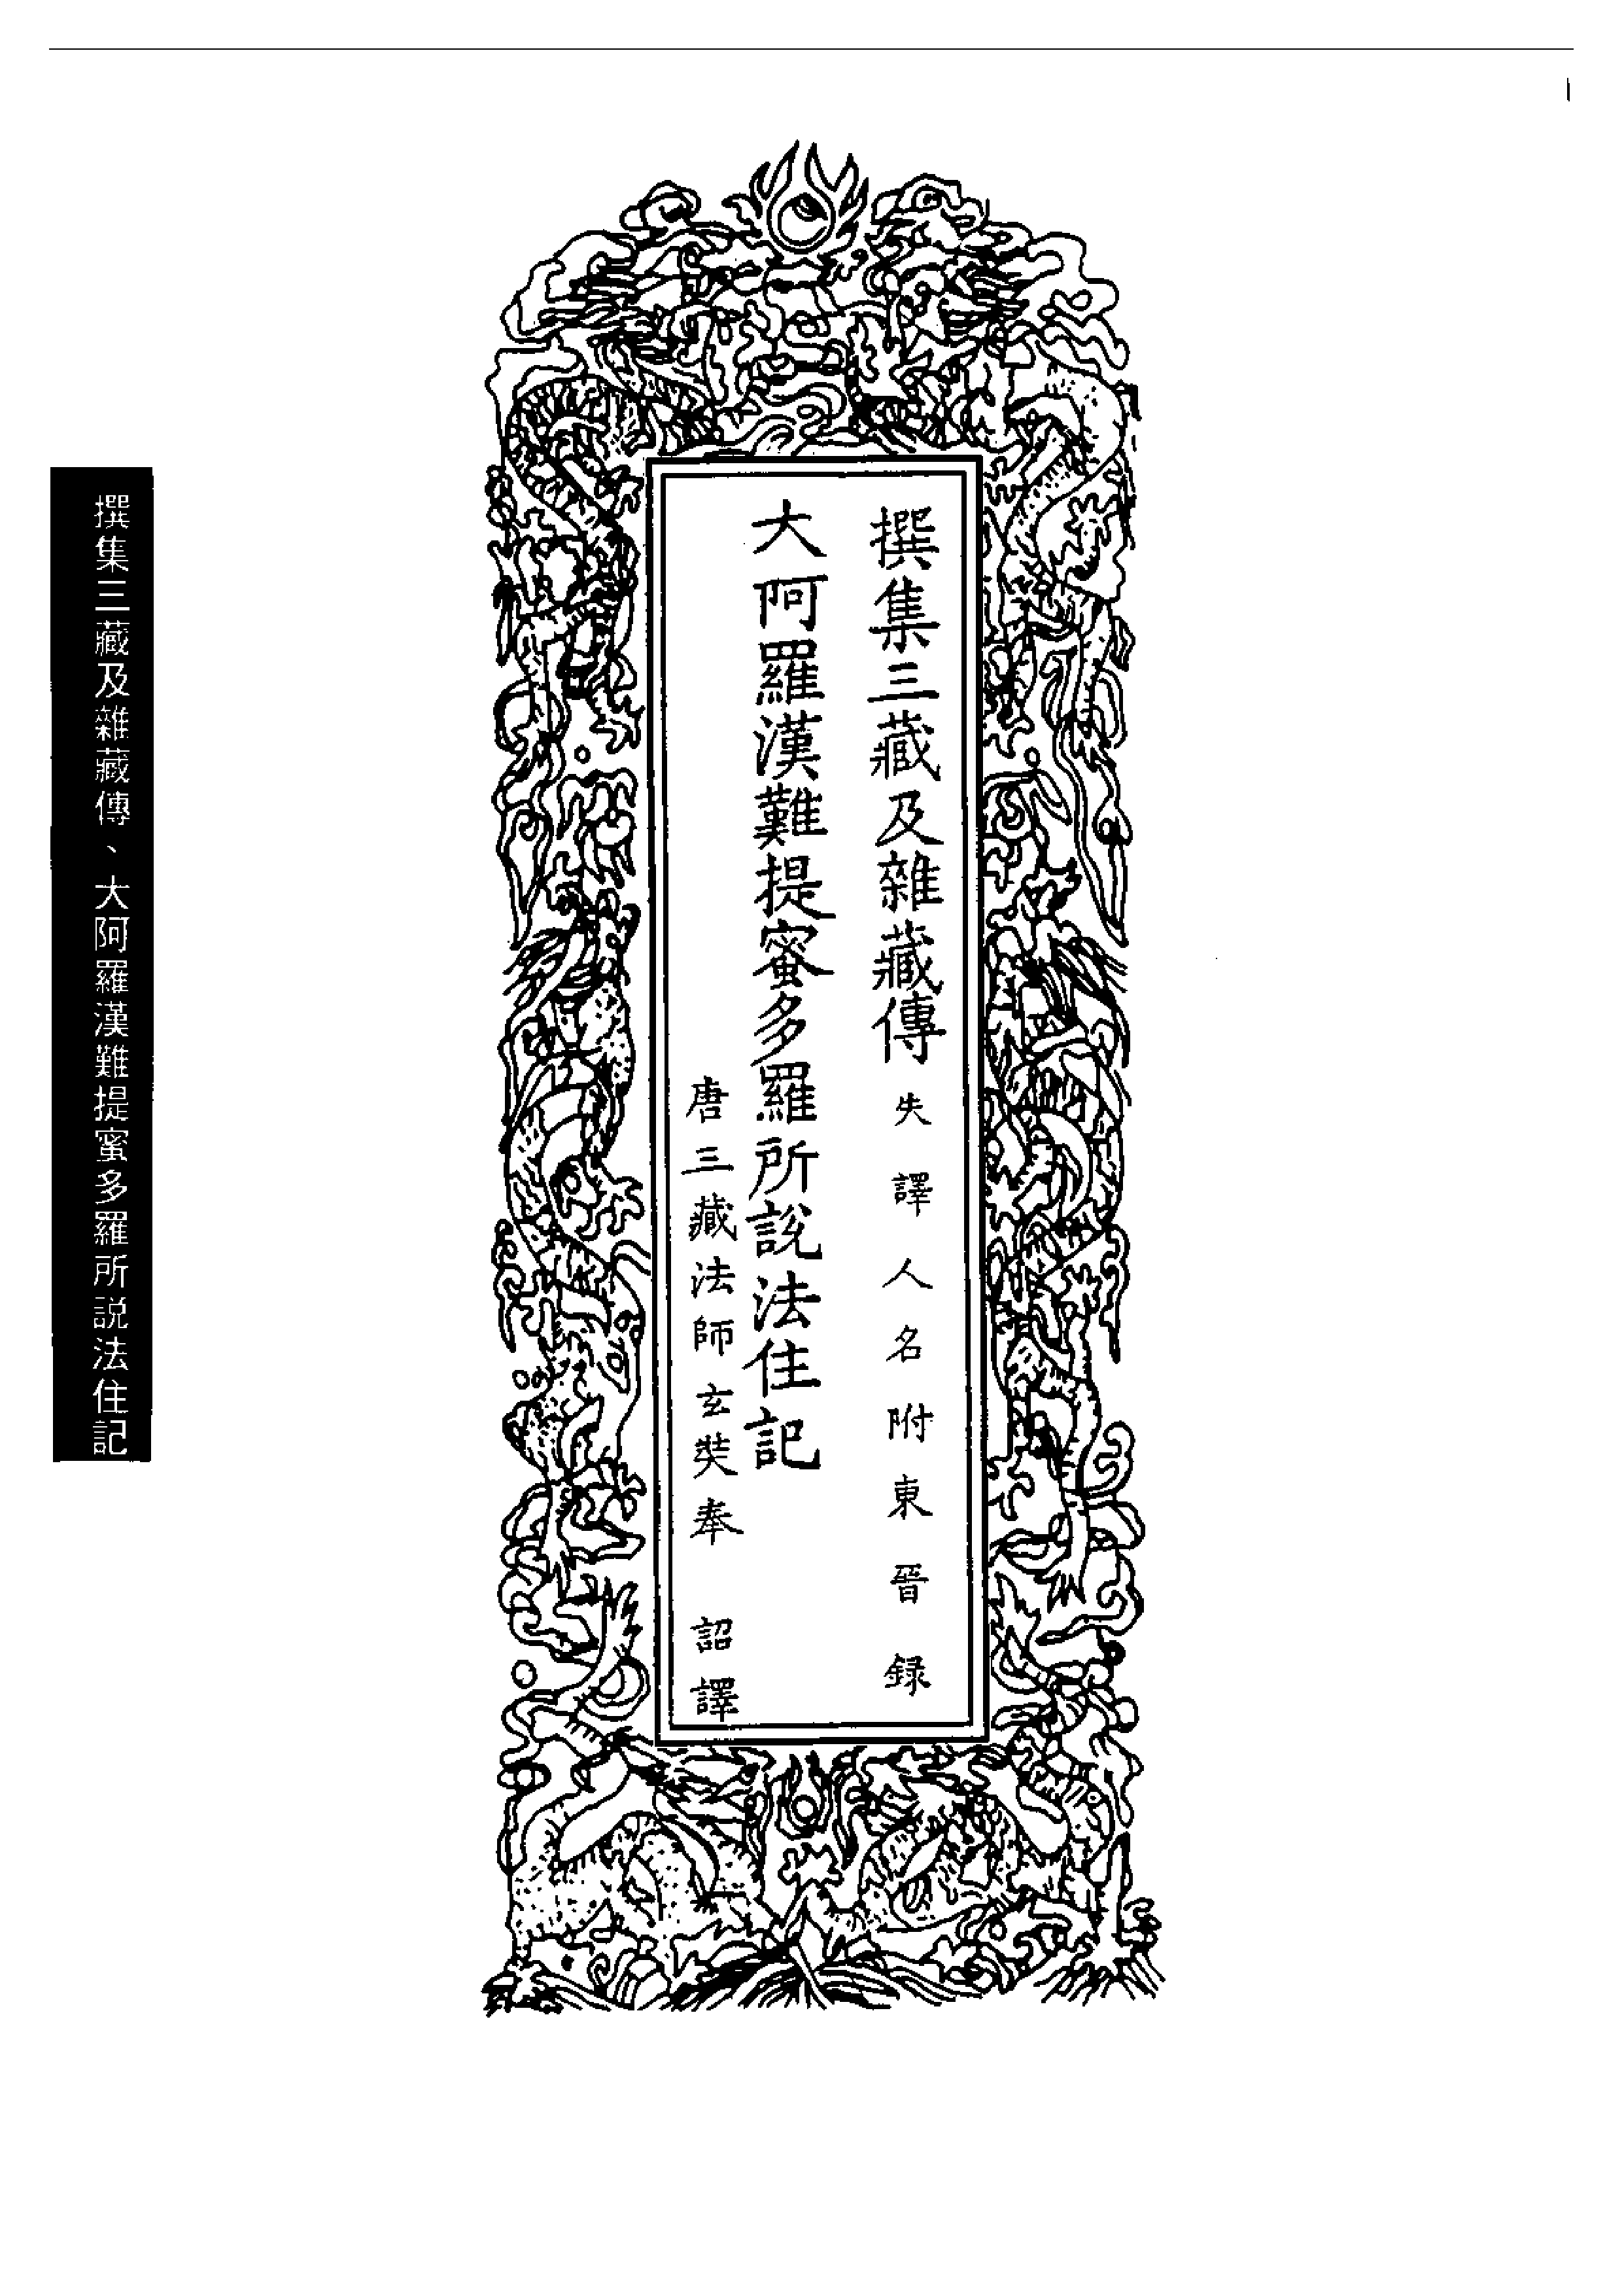 撰集三藏及雜藏傳失譯人名附東晉録
大阿羅漢難提蜜多羅所説法住記
唐三藏法師玄奘奉 詔譯
撰集三藏及雜藏傳、大阿羅漢難提蜜多羅所説法住記